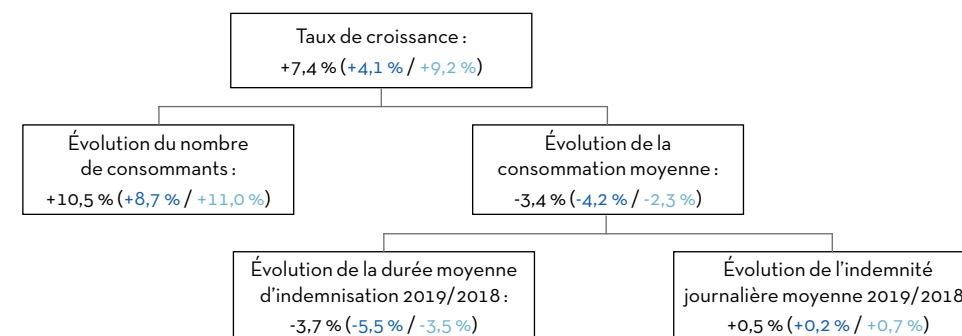 Taux de croissance :
+7,4 % (+4,1 % / +9,2 %)
Évolution du nombre
de consommants :
+10,5 % (+8,7 % / +11,0 %)
Évolution de la
consommation moyenne :
-3,4 % (-4,2 % / -2,3 %)
Évolution de la durée moyenne
d'indemnisation 2019/2018 :
-3,7 % (-5,5 % / -3,5 %)
Évolution de l'indemnité
journalière moyenne 2019/2018
+0,5 % (+0,2 % / +0,7 %)